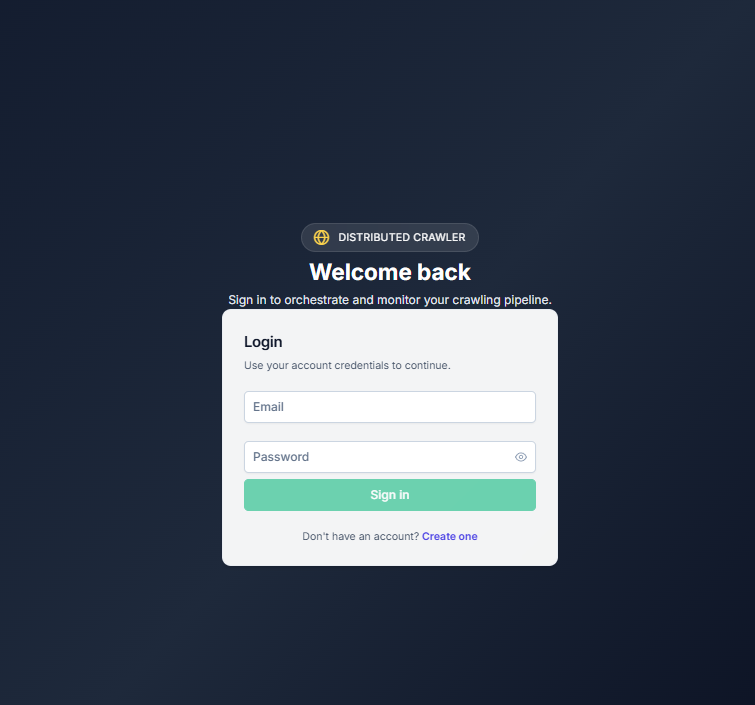 DISTRIBUTED CRAWLER
Welcome back
Sign in to orchestrate and monitor your crawling pipeline.
Login
Use your account credentials to continue.
Email
Password
Sign in
Don't have an account? Create one